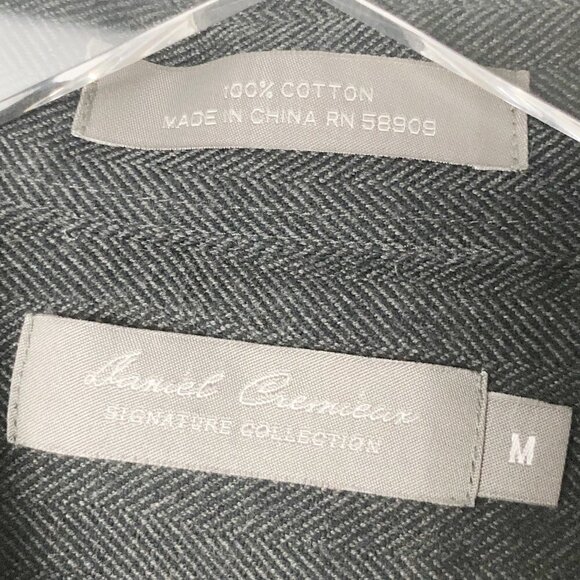 100% COTTON
MADE IN CHINA RN 58909
Daniel Cremieux
SIGNATURE COLLECTION
M